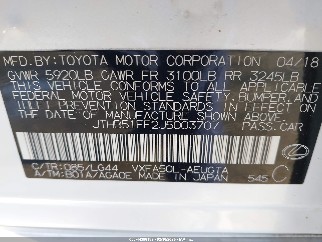 MFD.BY:TOYOTA MOTOR CORPORATION 04/18
GVWR 5920LB GAWR FR 3100LB RR 3245LB
THIS VEHICLE CONFORMS TO ALL APPLICABLE
FEDERAL MOTOR VEHICLE SAFETY, BUMPER AND
THEFT PREVENTION STANDARDS IN EFFECT ON
THE DATE OF MANUFACTURE SHOWN ABOVE.
JTHB51FF2J5003707 PASS.CAR
C/TR:085/LG44 VXFA50L-AEUGTA
A/TM:B01A/AGA0E MADE IN JAPAN 545 C